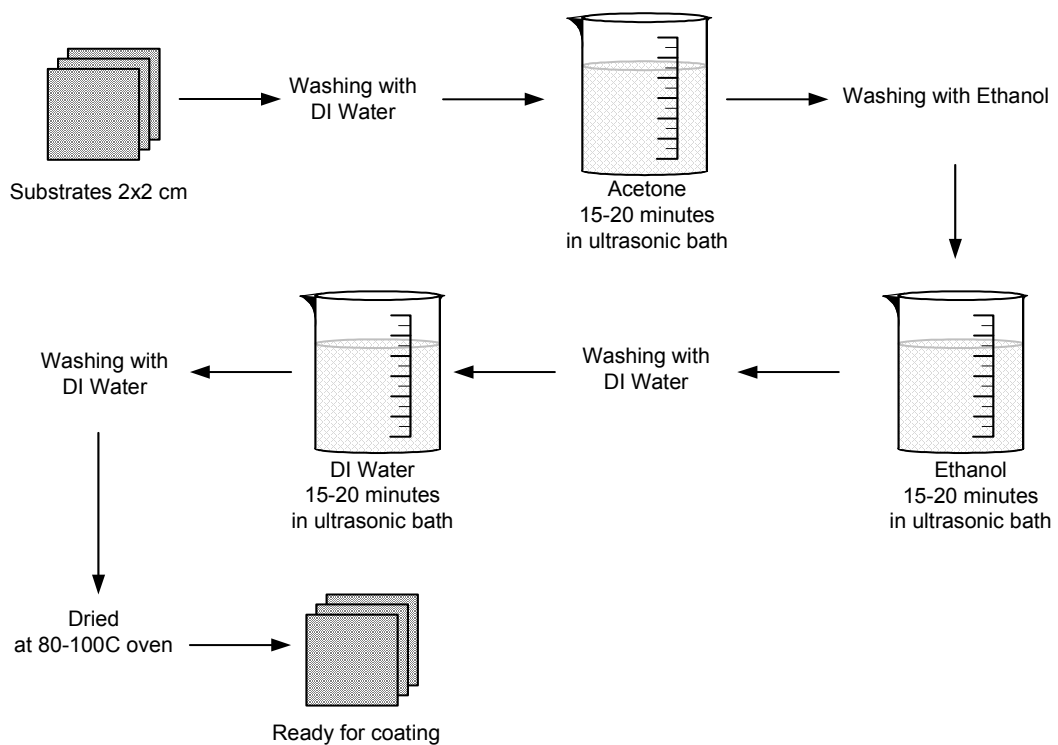 Substrates 2x2 cm
Washing with
DI Water
Acetone
15-20 minutes
in ultrasonic bath
Washing with Ethanol
Ethanol
15-20 minutes
in ultrasonic bath
Washing with
DI Water
DI Water
15-20 minutes
in ultrasonic bath
Washing with
DI Water
Dried
at 80-100C oven
Ready for coating